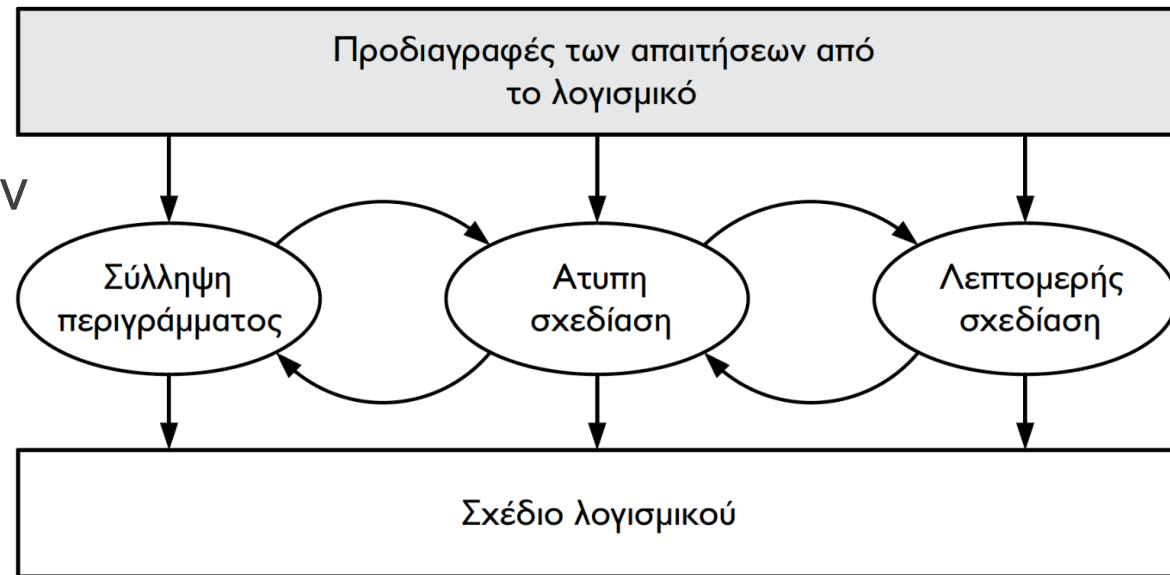 Προδιαγραφές των απαιτήσεων από
το λογισμικό
ν
Σύλληψη
περιγράμματος
Ατυπη
σχεδίαση
Λεπτομερής
σχεδίαση
Σχέδιο λογισμικού